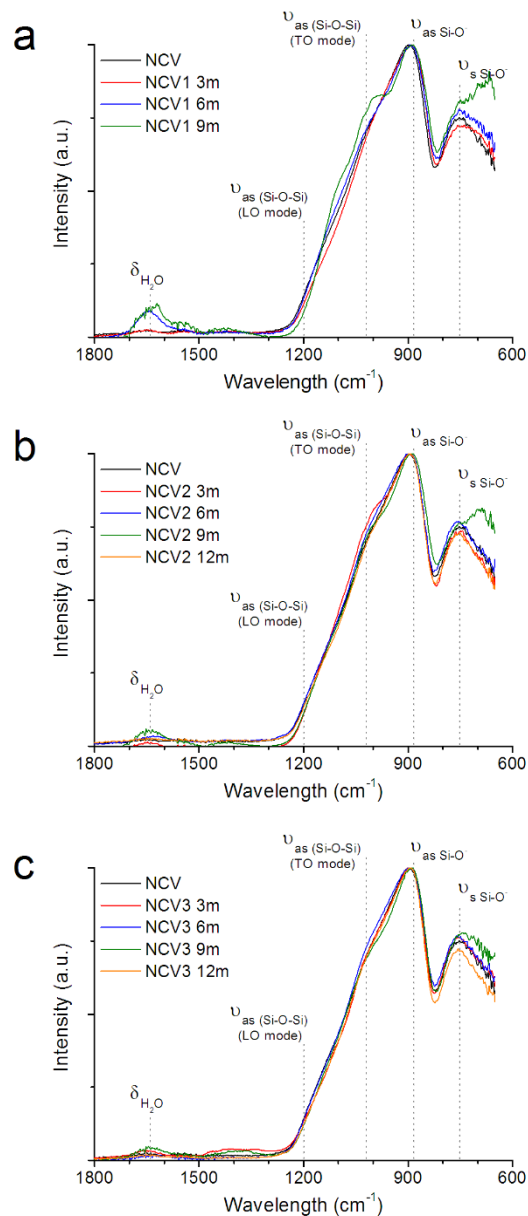 a
υas (Si-O-Si)
(TO mode)
υas Si-O⁻
υs Si-O⁻
NCV
NCV1 3m
NCV1 6m
NCV1 9m
υas (Si-O-Si)
(LO mode)
δH₂O
Intensity (a.u.)
1800 1500 1200 900 600
Wavelength (cm⁻¹)
b
υas (Si-O-Si)
(TO mode)
υas Si-O⁻
υs Si-O⁻
NCV
NCV2 3m
NCV2 6m
NCV2 9m
NCV2 12m
υas (Si-O-Si)
(LO mode)
δH₂O
Intensity (a.u.)
1800 1500 1200 900 600
Wavelength (cm⁻¹)
c
υas (Si-O-Si)
(TO mode)
υas Si-O⁻
υs Si-O⁻
NCV
NCV3 3m
NCV3 6m
NCV3 9m
NCV3 12m
υas (Si-O-Si)
(LO mode)
δH₂O
Intensity (a.u.)
1800 1500 1200 900 600
Wavelength (cm⁻¹)